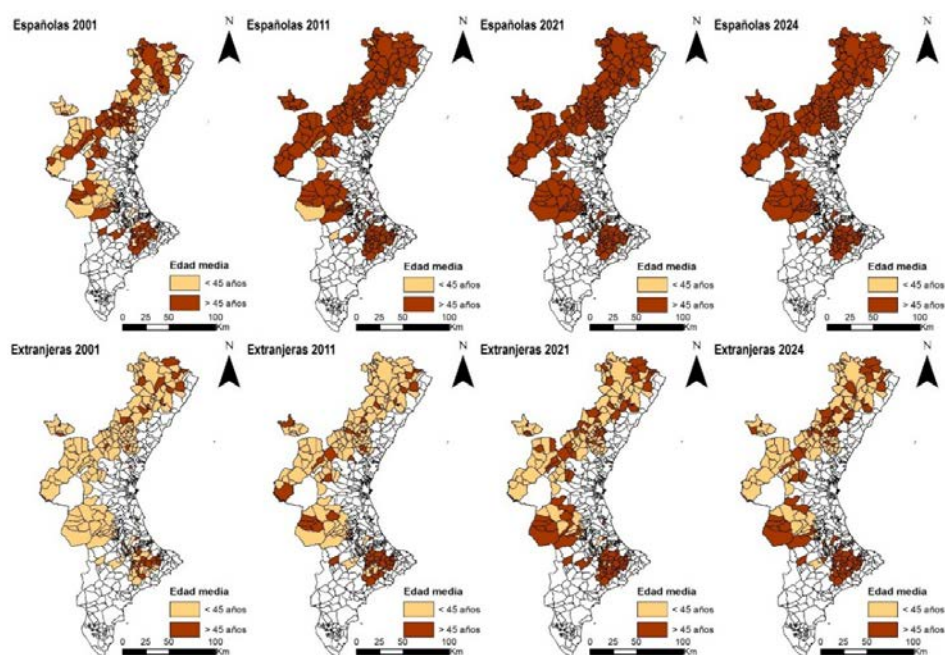 Españolas 2001
N
Edad media
< 45 años
> 45 años
0 25 50 100
Km
Españolas 2011
N
Edad media
< 45 años
> 45 años
0 25 50 100
Km
Españolas 2021
N
Edad media
< 45 años
> 45 años
0 25 50 100
Km
Españolas 2024
N
Edad media
< 45 años
> 45 años
0 25 50 100
Km
Extranjeras 2001
N
Edad media
< 45 años
> 45 años
0 25 50 100
Km
Extranjeras 2011
N
Edad media
< 45 años
> 45 años
0 25 50 100
Km
Extranjeras 2021
N
Edad media
< 45 años
> 45 años
0 25 50 100
Km
Extranjeras 2024
N
Edad media
< 45 años
> 45 años
0 25 50 100
Km